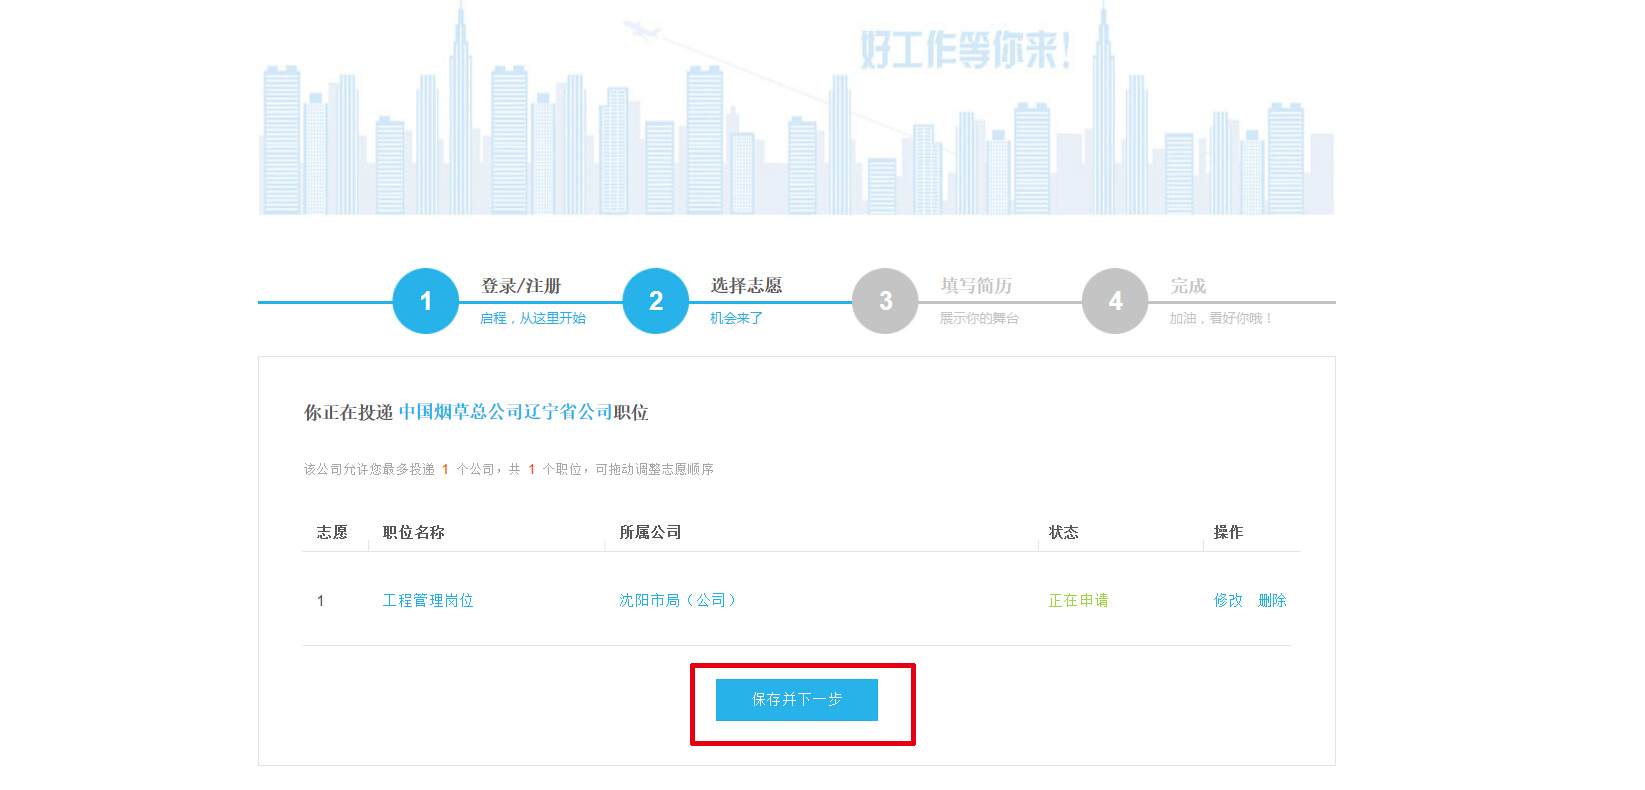 好工作等你来!
1 登录/注册 2 选择志愿 3 填写简历 4 完成
启程，从这里开始 机会来了 展示你的舞台 加油，看好你哦！
你正在投递 中国烟草总公司辽宁省公司职位
该公司允许您最多投递 1 个公司，共 1 个职位，可拖动调整志愿顺序
志愿 职位名称 所属公司 状态 操作
1 工程管理岗位 沈阳市局（公司） 正在申请 修改 删除
保存并下一步